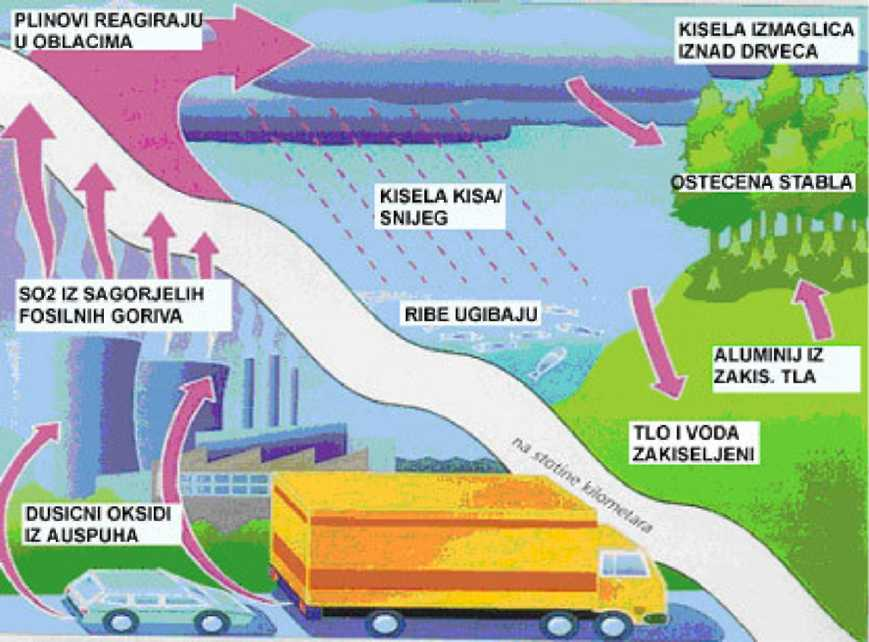 PLINOVI REAGIRAJU
U OBLACIMA
KISELA IZMAGLICA
IZNAD DRVECA
OSTECENA STABLA
KISELA KISA/
SNIJEG
SO2 IZ SAGORJELIH
FOSILNIH GORIVA
RIBE UGIBAJU
ALUMINIJ IZ
ZAKIS. TLA
TLO I VODA
ZAKISELJENI
na stotine kilometara
DUSICNI OKSIDI
IZ AUSPUHA